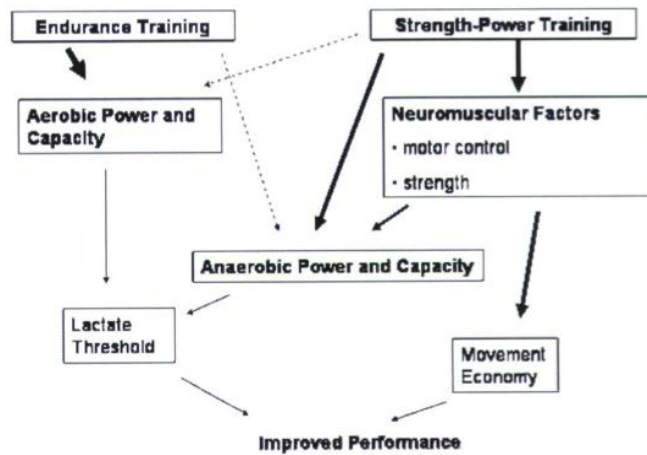 Endurance Training
Strength-Power Training
Aerobic Power and
Capacity
Neuromuscular Factors
· motor control
· strength
Anaerobic Power and Capacity
Lactate
Threshold
Movement
Economy
Improved Performance